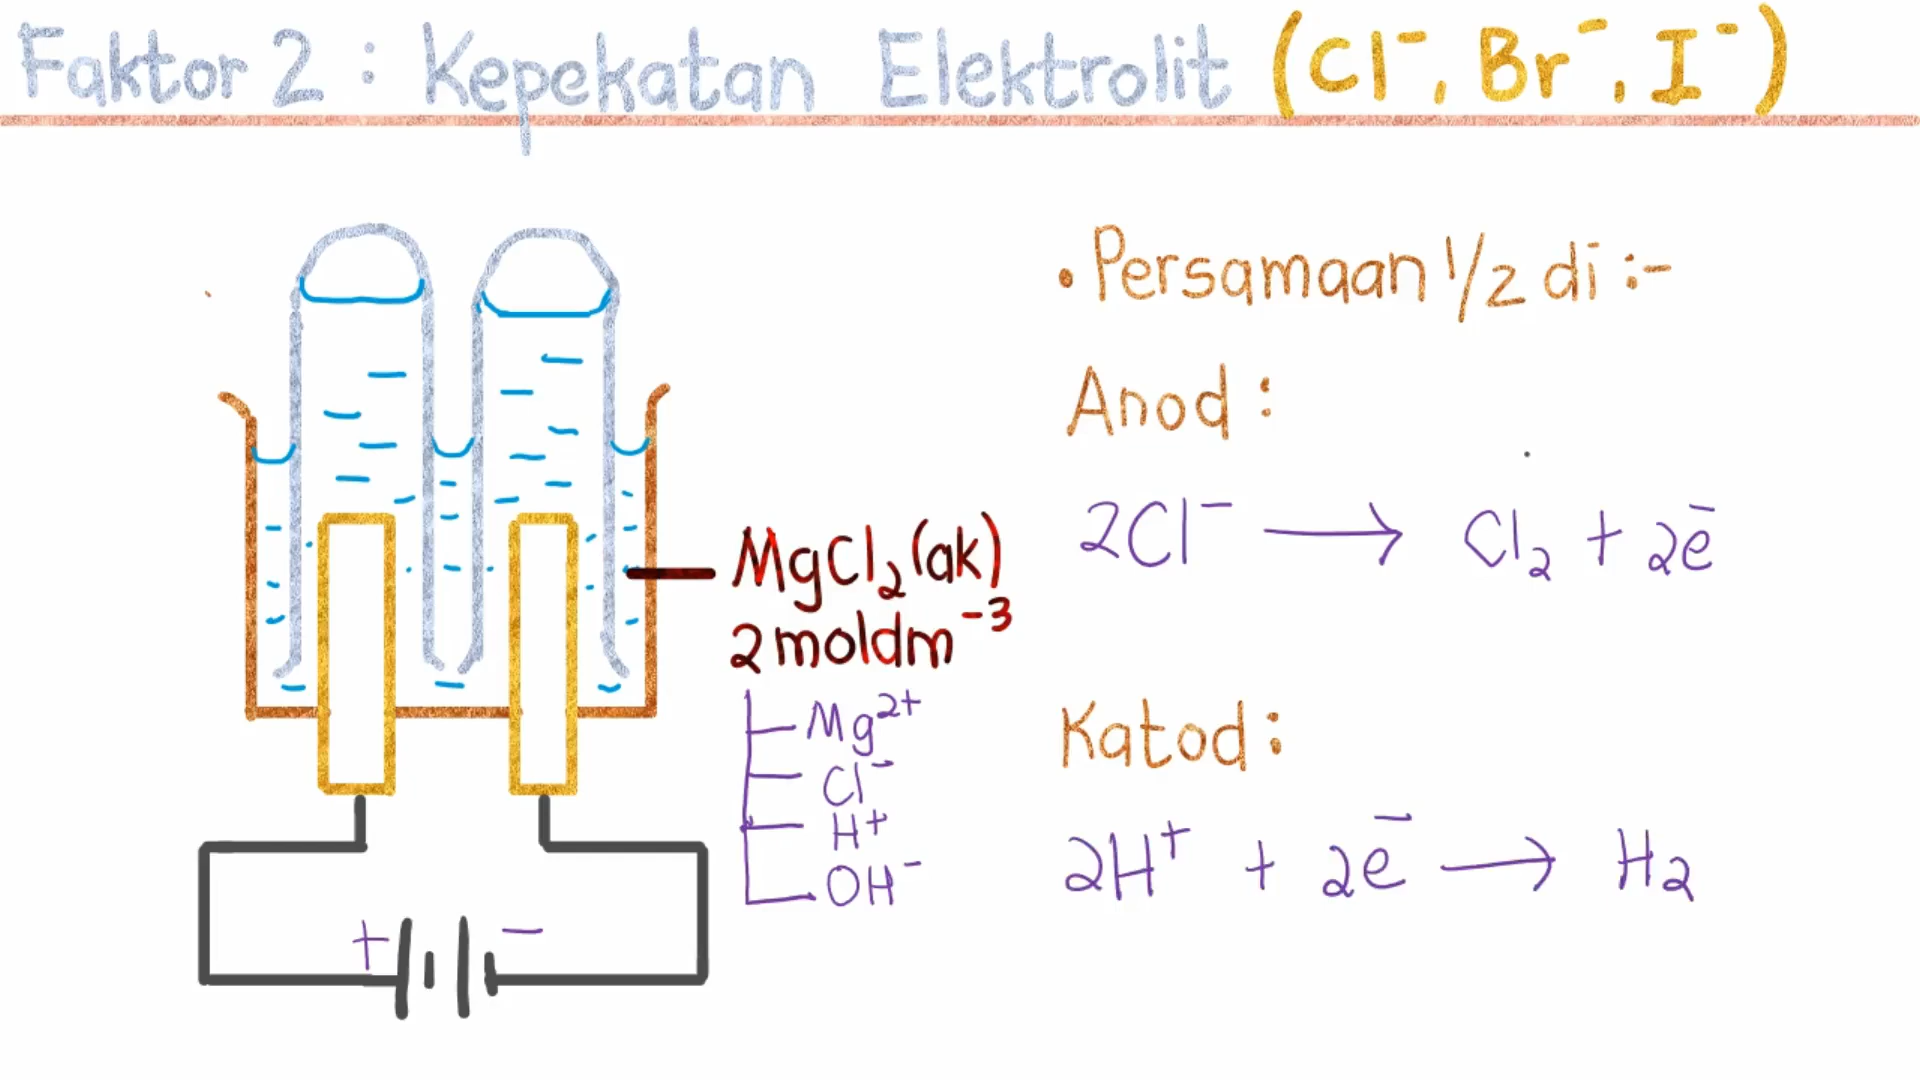 Faktor 2 : Kepekatan Elektrolit (Cl⁻, Br⁻, I⁻)
• Persamaan 1/2 di :-
Anod :
2Cl⁻ → Cl₂ + 2e⁻
MgCl₂ (ak)
2 moldm⁻³
Mg²⁺
Cl⁻
H⁺
OH⁻
Katod :
2H⁺ + 2e⁻ → H₂
+ −